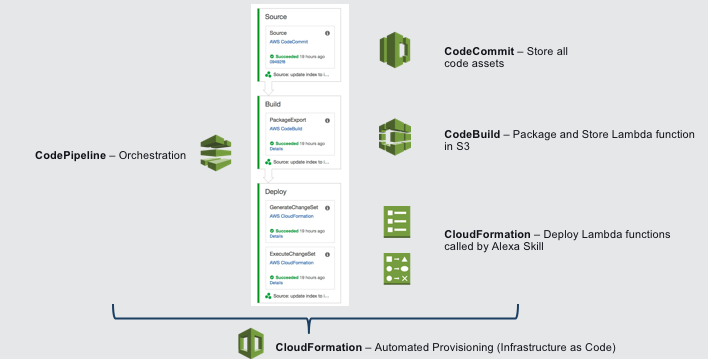 Source
Source
AWS CodeCommit
Succeeded 19 hours ago
Source: update index to i...
Build
PackageExport
AWS CodeBuild
Succeeded 19 hours ago
Details
Source: update index to i...
Deploy
GenerateChangeSet
AWS CloudFormation
Succeeded 19 hours ago
Details
ExecuteChangeSet
AWS CloudFormation
Succeeded 19 hours ago
Details
Source: update index to i...
CodePipeline – Orchestration
CodeCommit – Store all
code assets
CodeBuild – Package and Store Lambda function
in S3
CloudFormation – Deploy Lambda functions
called by Alexa Skill
CloudFormation – Automated Provisioning (Infrastructure as Code)